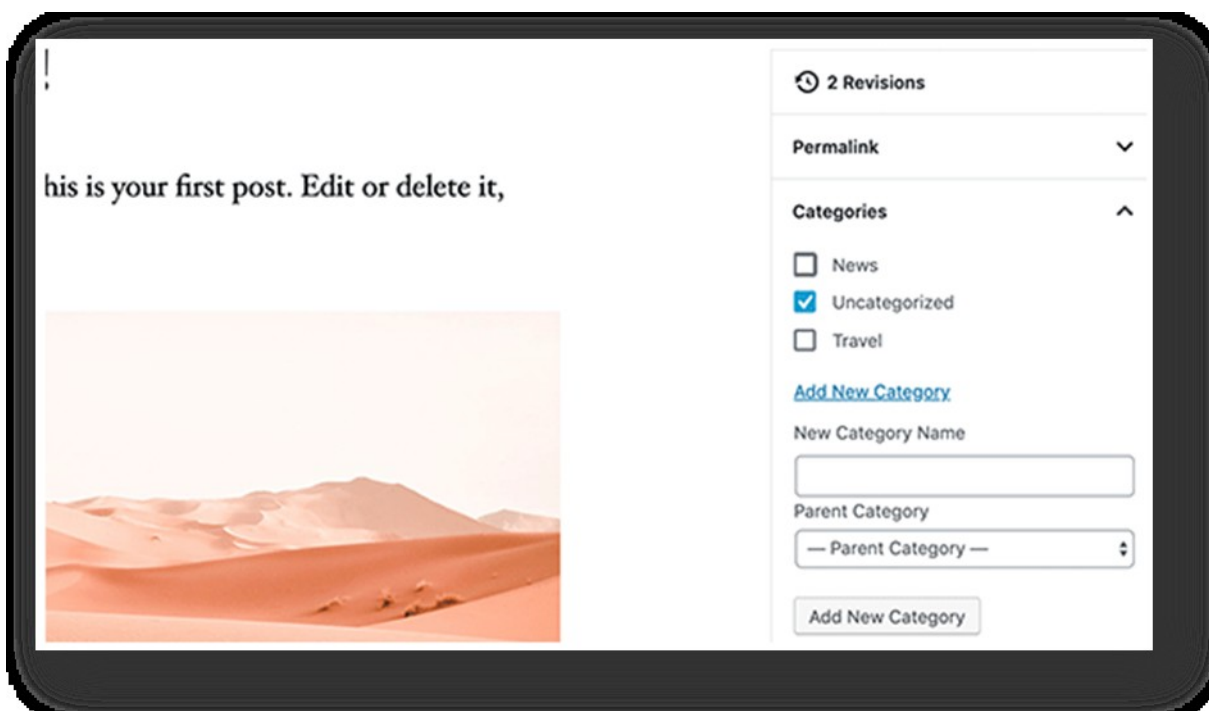 !
his is your first post. Edit or delete it,
2 Revisions
Permalink
Categories
News
Uncategorized
Travel
Add New Category
New Category Name
Parent Category
— Parent Category —
Add New Category